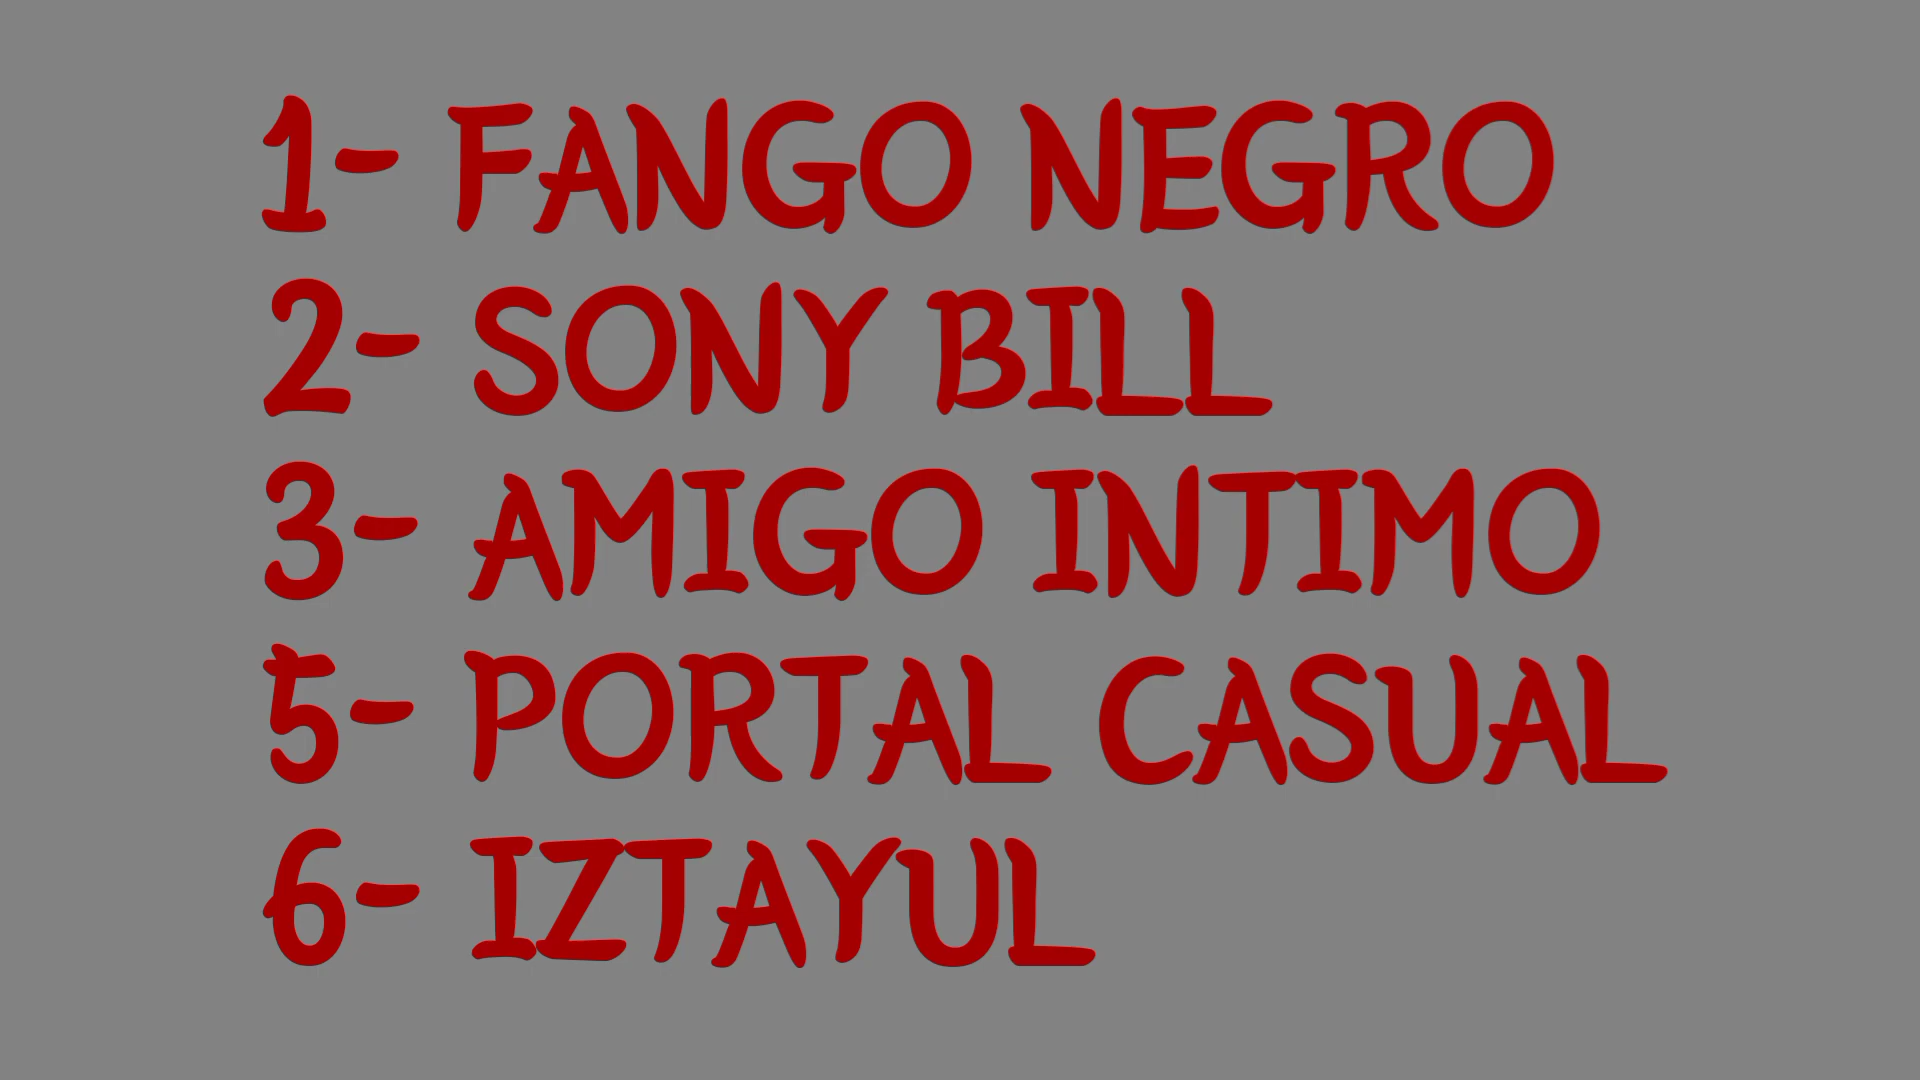 1- FANGO NEGRO
2- SONY BILL
3- AMIGO INTIMO
5- PORTAL CASUAL
6- IZTAYUL